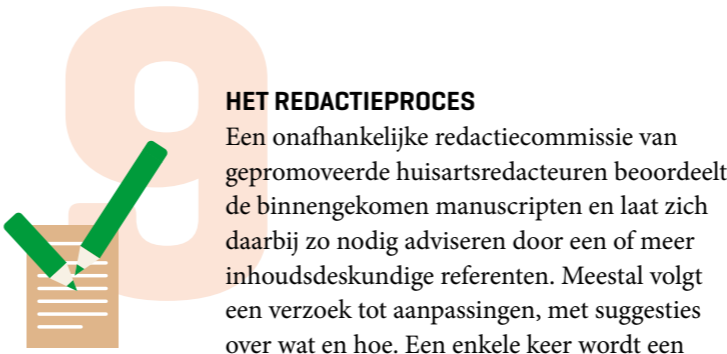 9
HET REDACTIEPROCES
Een onafhankelijke redactiecommissie van
gepromoveerde huisartsredacteuren beoordeelt
de binnengekomen manuscripten en laat zich
daarbij zo nodig adviseren door een of meer
inhoudsdeskundige referenten. Meestal volgt
een verzoek tot aanpassingen, met suggesties
over wat en hoe. Een enkele keer wordt een